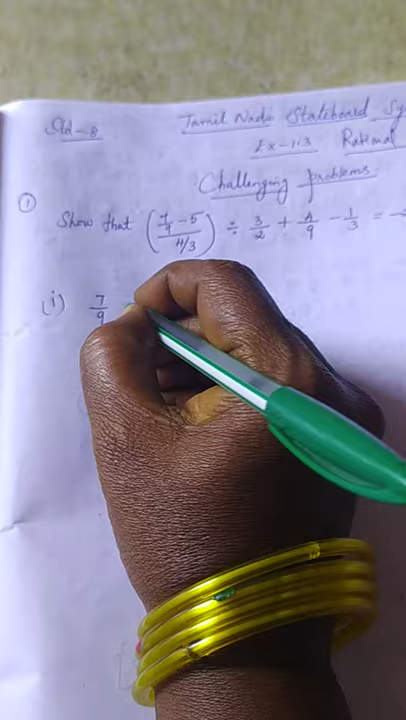 Std-8
Tamil Nadu Stateboard Sy
Ex-1.3 Rational
Challenging problems
① Show that ((7/9 - 5)/(4/3)) ÷ 3/2 + 4/9 - 1/3 = -
(i) 7/9